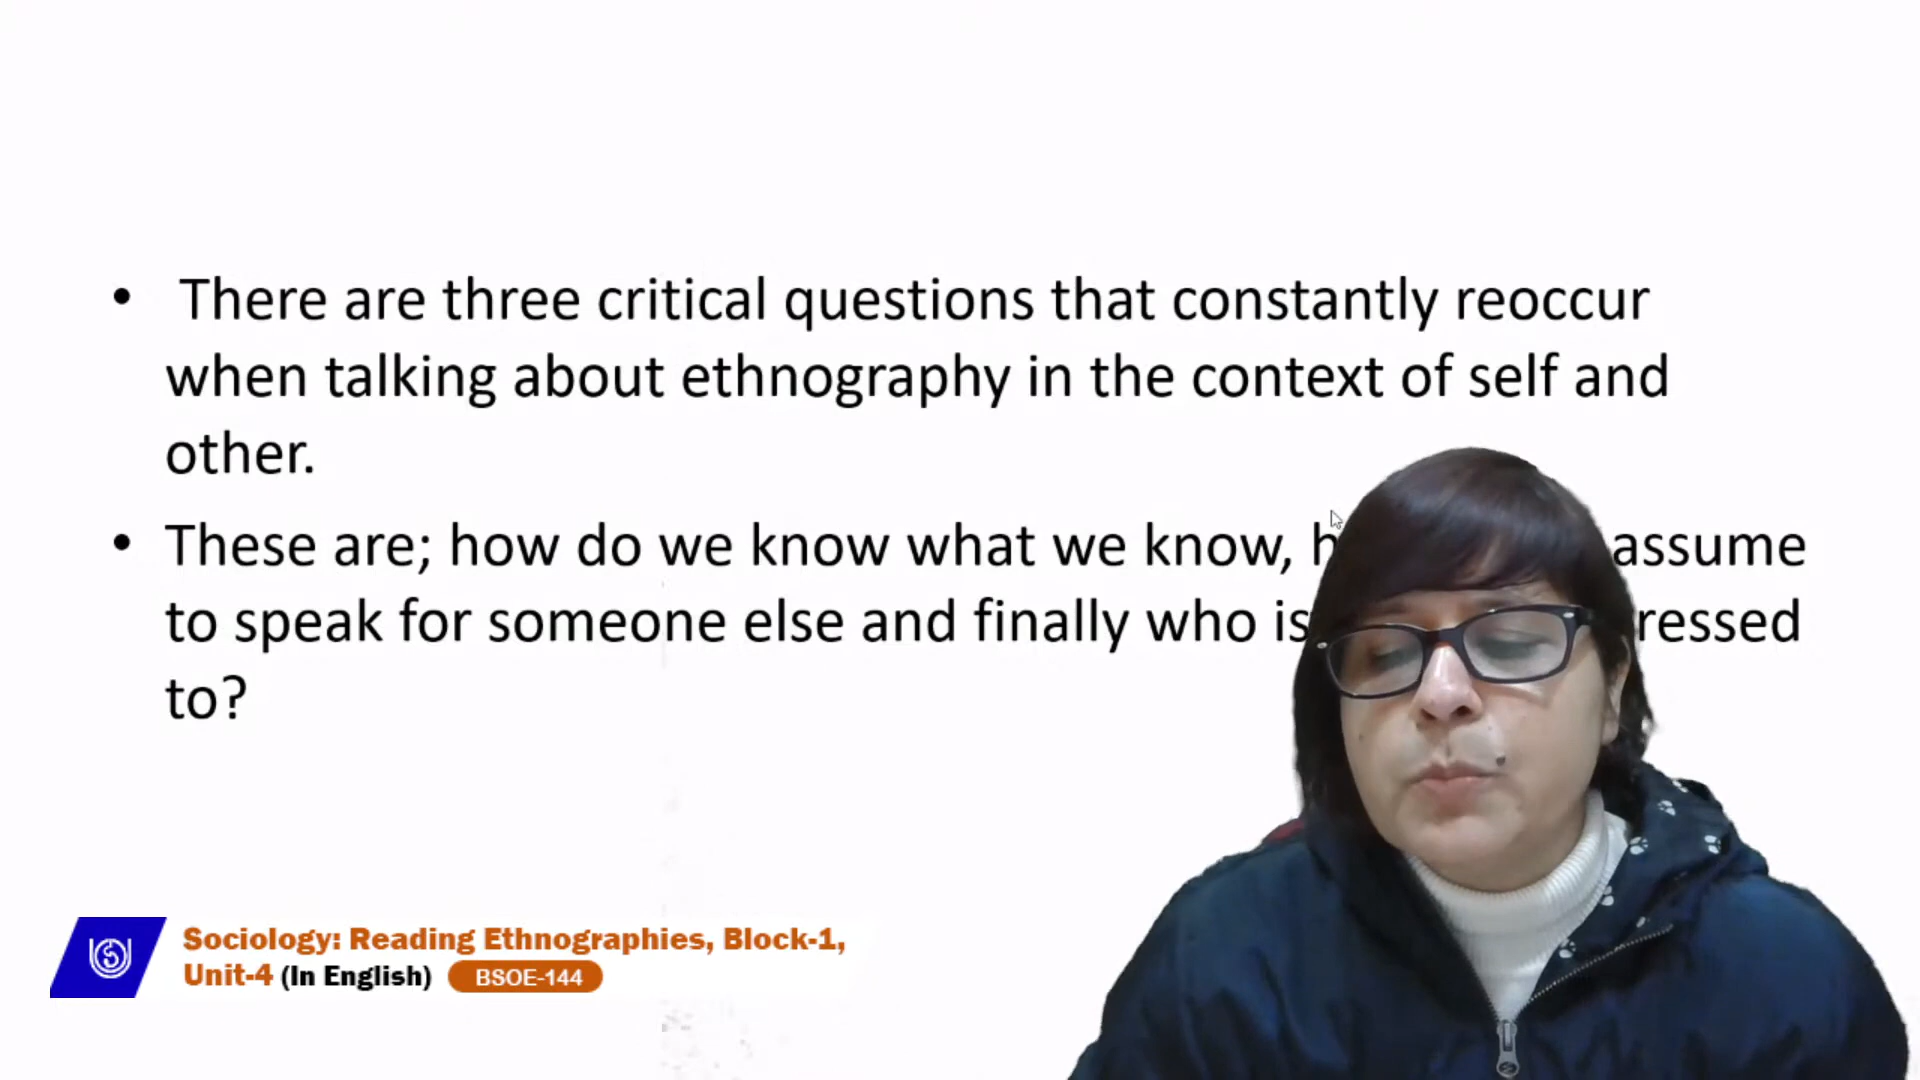 • There are three critical questions that constantly reoccur
when talking about ethnography in the context of self and
other.
• These are; how do we know what we know, assume
to speak for someone else and finally who is
to?
Sociology: Reading Ethnographies, Block-1,
Unit-4 (In English) BSOE-144